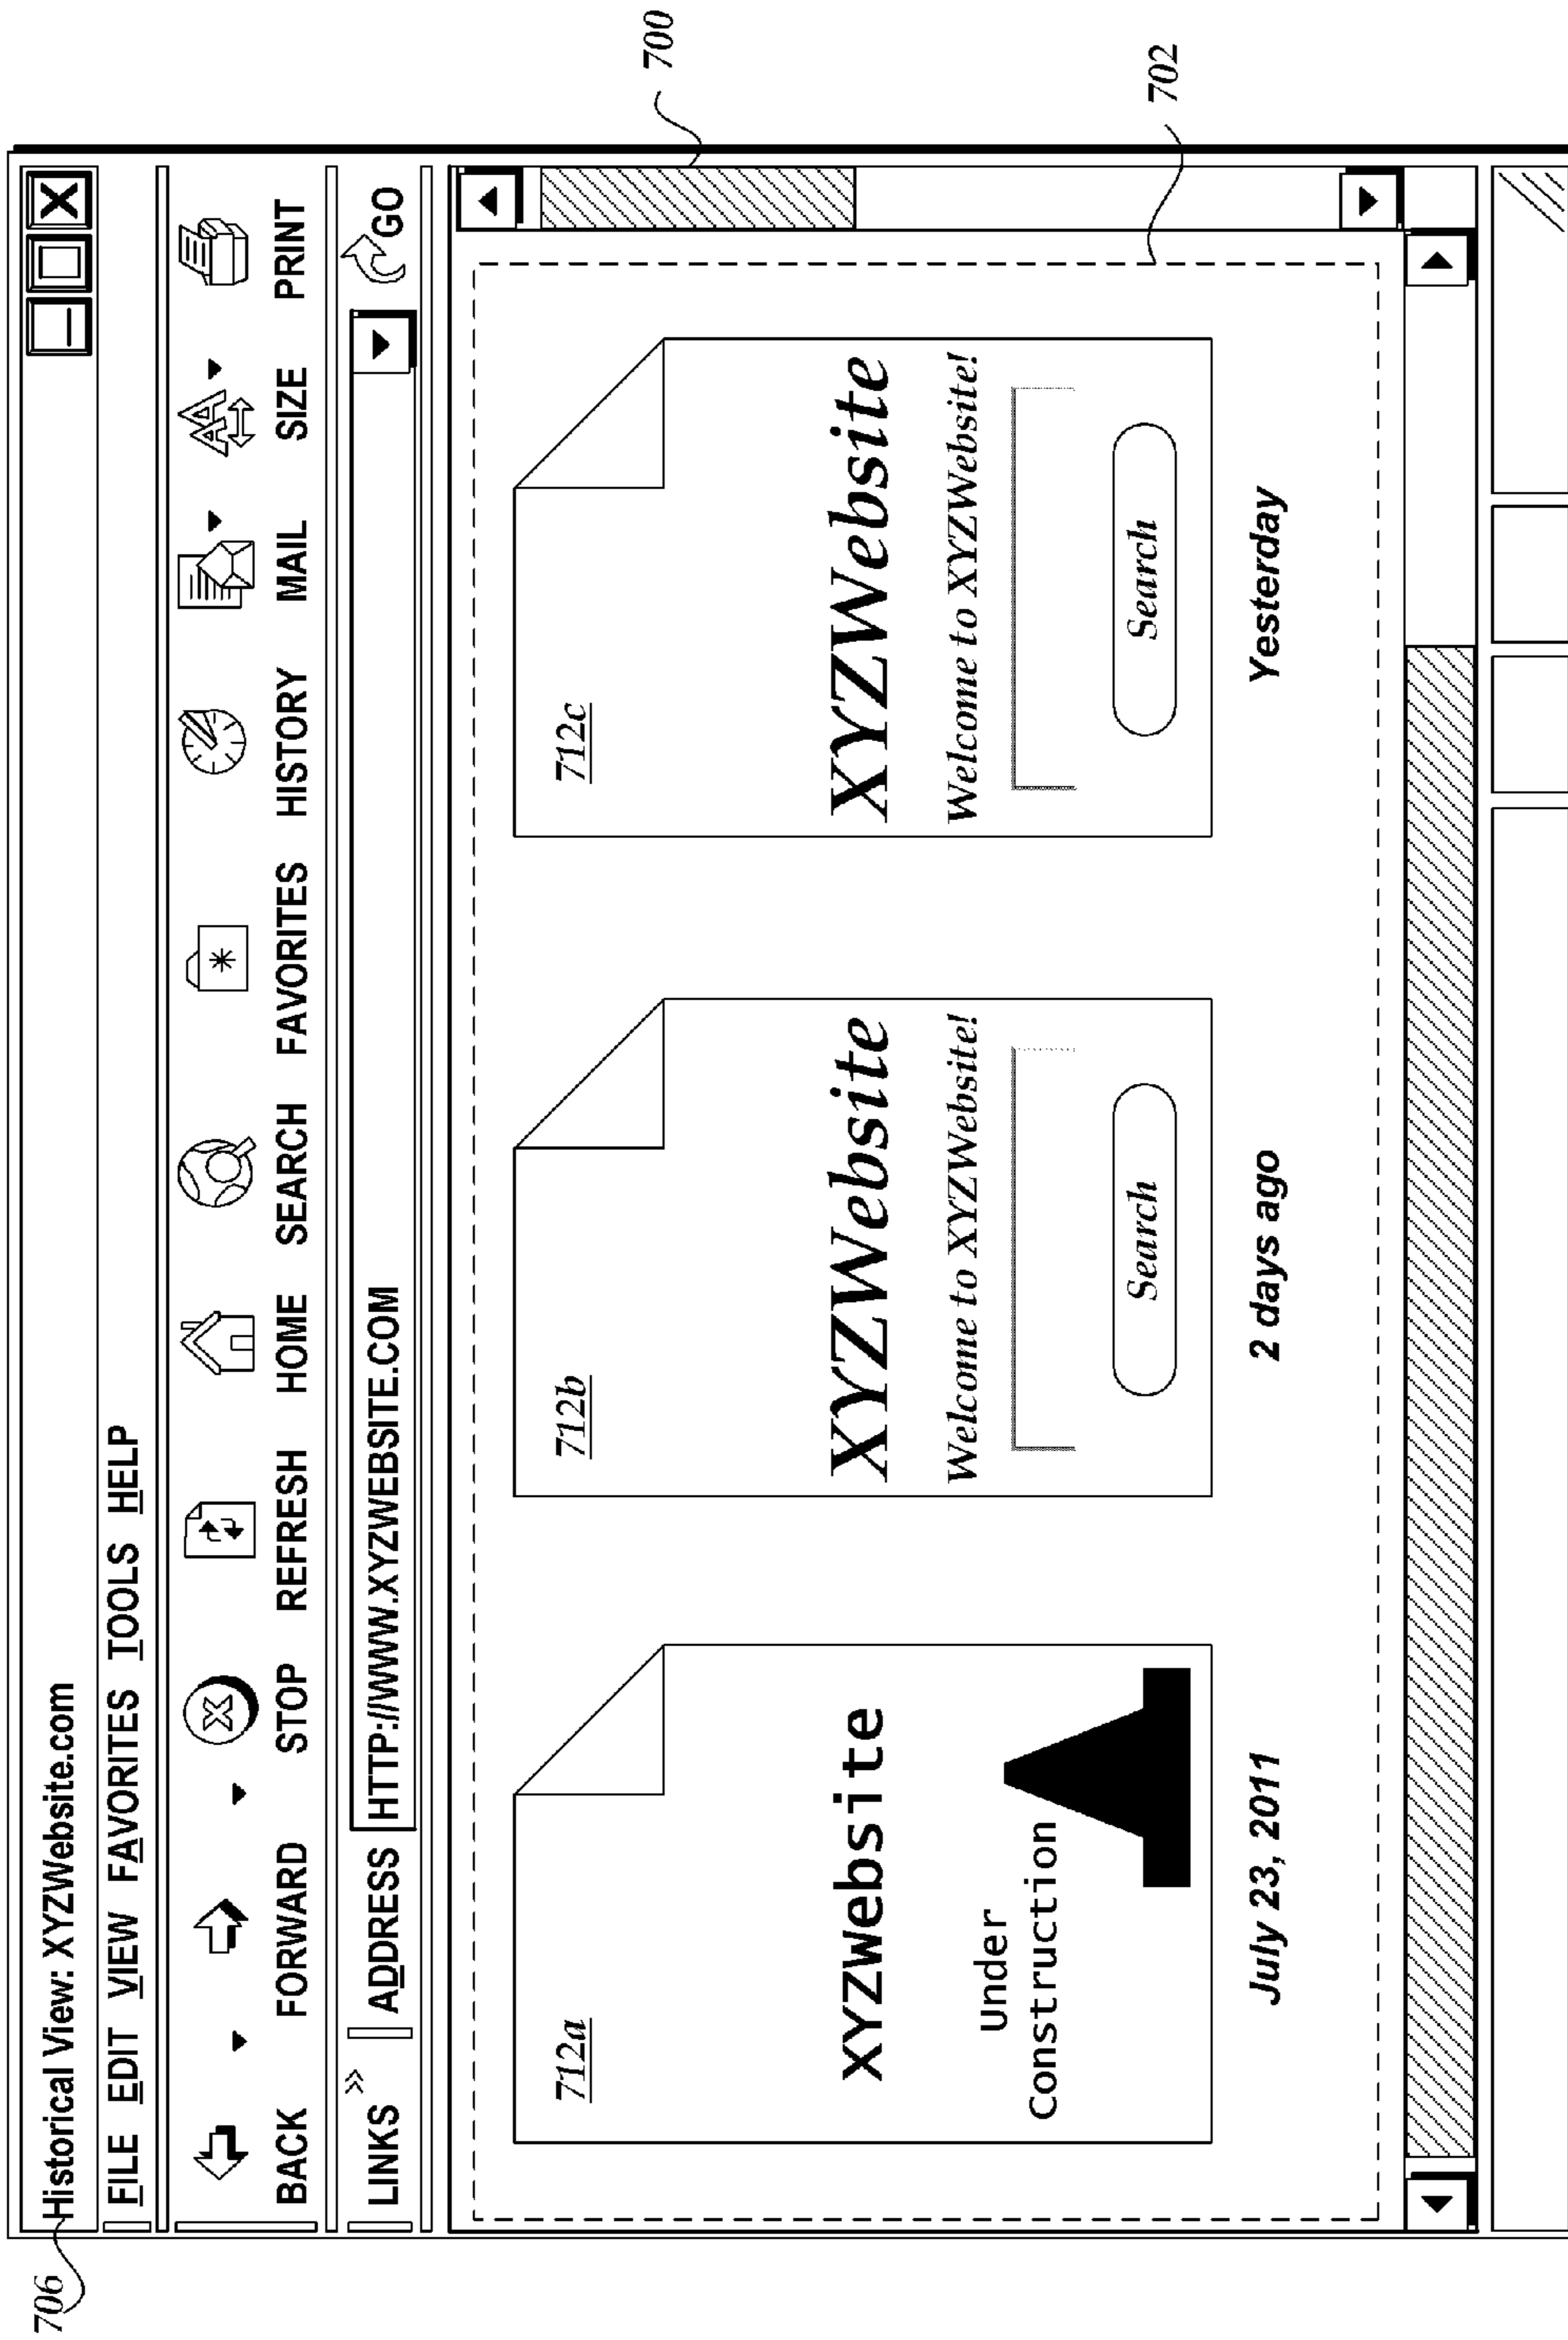 706
Historical View: XYZWebsite.com
FILE EDIT VIEW FAVORITES TOOLS HELP
BACK FORWARD STOP REFRESH HOME SEARCH FAVORITES HISTORY MAIL SIZE PRINT
LINKS » ADDRESS HTTP://WWW.XYZWEBSITE.COM GO
700
712a
XYZWebsite
Under
Construction
July 23, 2011
712b
XYZWebsite
Welcome to XYZWebsite!
Search
2 days ago
712c
XYZWebsite
Welcome to XYZWebsite!
Search
Yesterday
702